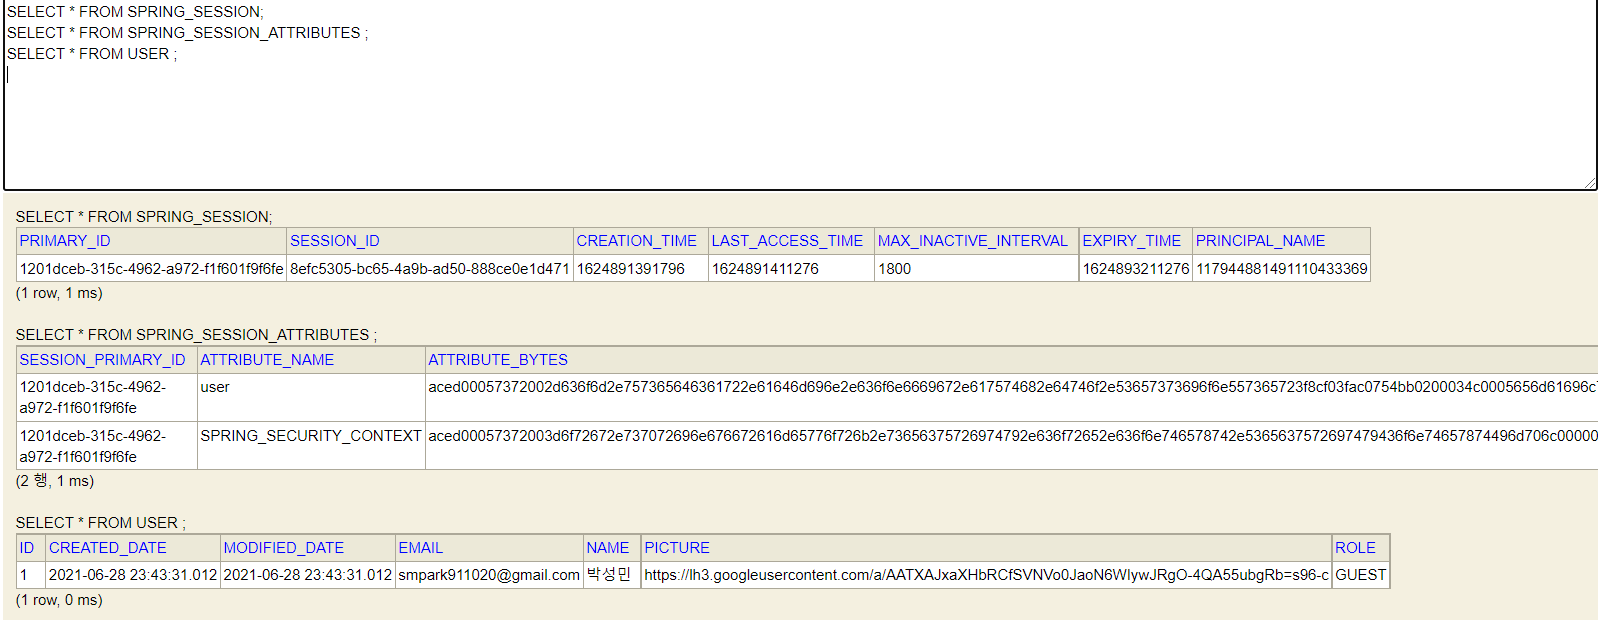 SELECT * FROM SPRING_SESSION;
SELECT * FROM SPRING_SESSION_ATTRIBUTES ;
SELECT * FROM USER ;
SELECT * FROM SPRING_SESSION;
PRIMARY_ID SESSION_ID CREATION_TIME LAST_ACCESS_TIME MAX_INACTIVE_INTERVAL EXPIRY_TIME PRINCIPAL_NAME
1201dceb-315c-4962-a972-f1f601f9f6fe 8efc5305-bc65-4a9b-ad50-888ce0e1d471 1624891391796 1624891411276 1800 1624893211276 117944881491110433369
(1 row, 1 ms)
SELECT * FROM SPRING_SESSION_ATTRIBUTES ;
SESSION_PRIMARY_ID ATTRIBUTE_NAME ATTRIBUTE_BYTES
1201dceb-315c-4962- user aced00057372002d636f6d2e757365646361722e61646d696e2e636f6e6669672e617574682e64746f2e53657373696f6e557365723f8cf03fac0754bb0200034c0005656d61696c
a972-f1f601f9f6fe
1201dceb-315c-4962- SPRING_SECURITY_CONTEXT aced00057372003d6f72672e737072696e676672616d65776f726b2e73656375726974792e636f72652e636f6e746578742e5365637572697479436f6e74657874496d706c00000
a972-f1f601f9f6fe
(2 행, 1 ms)
SELECT * FROM USER ;
ID CREATED_DATE MODIFIED_DATE EMAIL NAME PICTURE ROLE
1 2021-06-28 23:43:31.012 2021-06-28 23:43:31.012 smpark911020@gmail.com 박성민 https://lh3.googleusercontent.com/a/AATXAJxaXHbRCfSVNVo0JaoN6WlywJRgO-4QA55ubgRb=s96-c GUEST
(1 row, 0 ms)